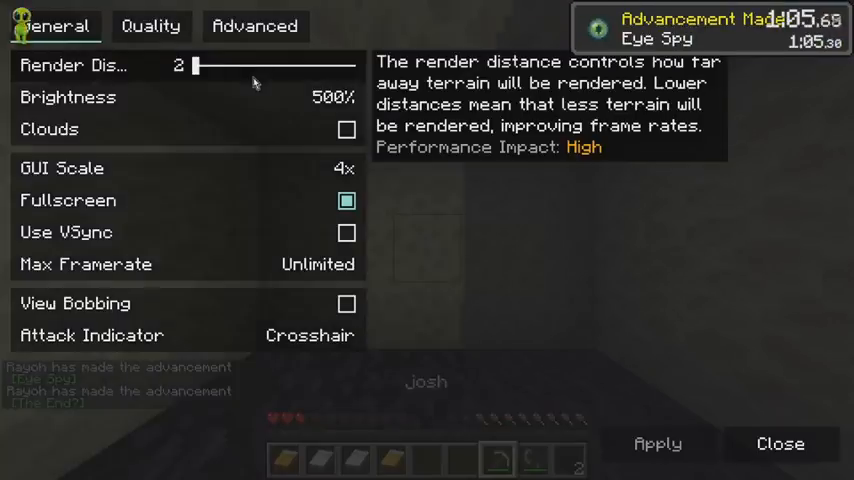 General Quality Advanced
Advancement Made
1:05.65
Eye Spy 1:05.30
Render Dis... 2
Brightness 500%
Clouds
GUI Scale 4x
Fullscreen
Use VSync
Max Framerate Unlimited
View Bobbing
Attack Indicator Crosshair
The render distance controls how far
away terrain will be rendered. Lower
distances mean that less terrain will
be rendered, improving frame rates.
Performance Impact: High
Rayoh has made the advancement
[Eye Spy]
Rayoh has made the advancement
[The End?]
josh
2
Apply Close